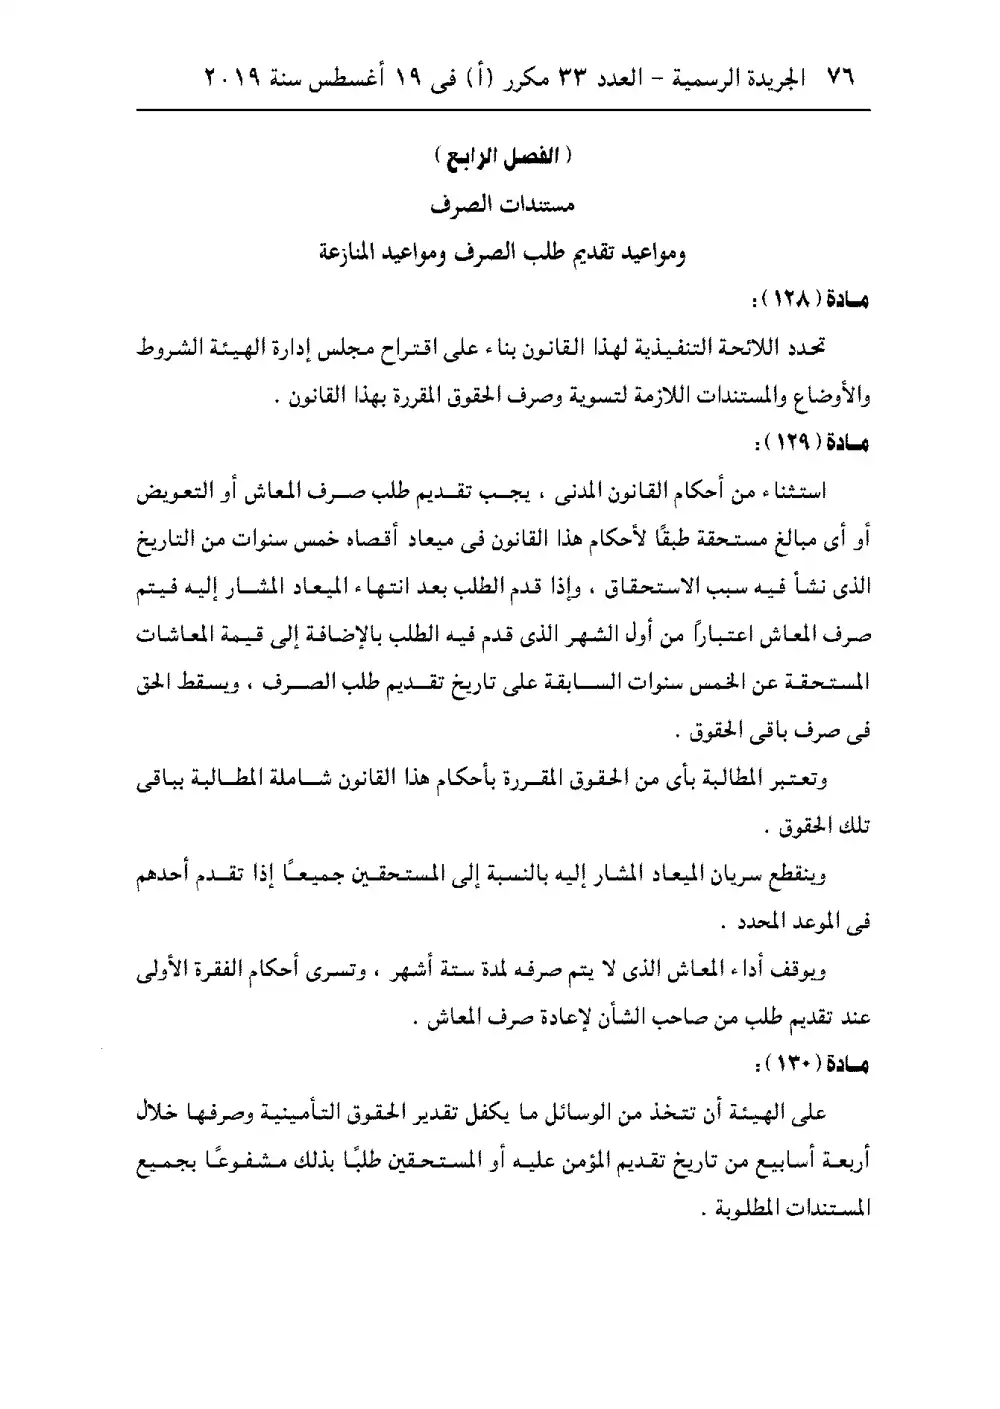 ٧٦ الجريدة الرسمية - العدد ٣٣ مكرر (أ) فى ١٩ أغسطس سنة ٢٠١٩
( الفصل الرابع )
مستندات الصرف
ومواعيد تقديم طلب الصرف ومواعيد المنازعة
مادة (١٢٨) :
تحدد اللائحة التنفيذية لهذا القانون بناء على اقتراح مجلس إدارة الهيئة الشروط
والأوضاع والمستندات اللازمة لتسوية وصرف الحقوق المقررة بهذا القانون .
مادة (١٢٩) :
استثناء من أحكام القانون المدنى ، يجب تقديم طلب صرف المعاش أو التعويض
أو أى مبالغ مستحقة طبقًا لأحكام هذا القانون فى ميعاد أقصاه خمس سنوات من التاريخ
الذى نشأ فيه سبب الاستحقاق ، وإذا قدم الطلب بعد انتهاء الميعاد المشار إليه فيتم
صرف المعاش اعتبارًا من أول الشهر الذى قدم فيه الطلب بالإضافة إلى قيمة المعاشات
المستحقة عن الخمس سنوات السابقة على تاريخ تقديم طلب الصرف ، ويسقط الحق
فى صرف باقى الحقوق .
وتعتبر المطالبة بأى من الحقوق المقررة بأحكام هذا القانون شاملة المطالبة بباقى
تلك الحقوق .
وينقطع سريان الميعاد المشار إليه بالنسبة إلى المستحقين جميعًا إذا تقدم أحدهم
فى الموعد المحدد .
ويوقف أداء المعاش الذى لا يتم صرفه لمدة ستة أشهر ، وتسرى أحكام الفقرة الأولى
عند تقديم طلب من صاحب الشأن لإعادة صرف المعاش .
مادة (١٣٠) :
على الهيئة أن تتخذ من الوسائل ما يكفل تقدير الحقوق التأمينية وصرفها خلال
أربعة أسابيع من تاريخ تقديم المؤمن عليه أو المستحقين طلبًا بذلك مشفوعًا بجميع
المستندات المطلوبة .